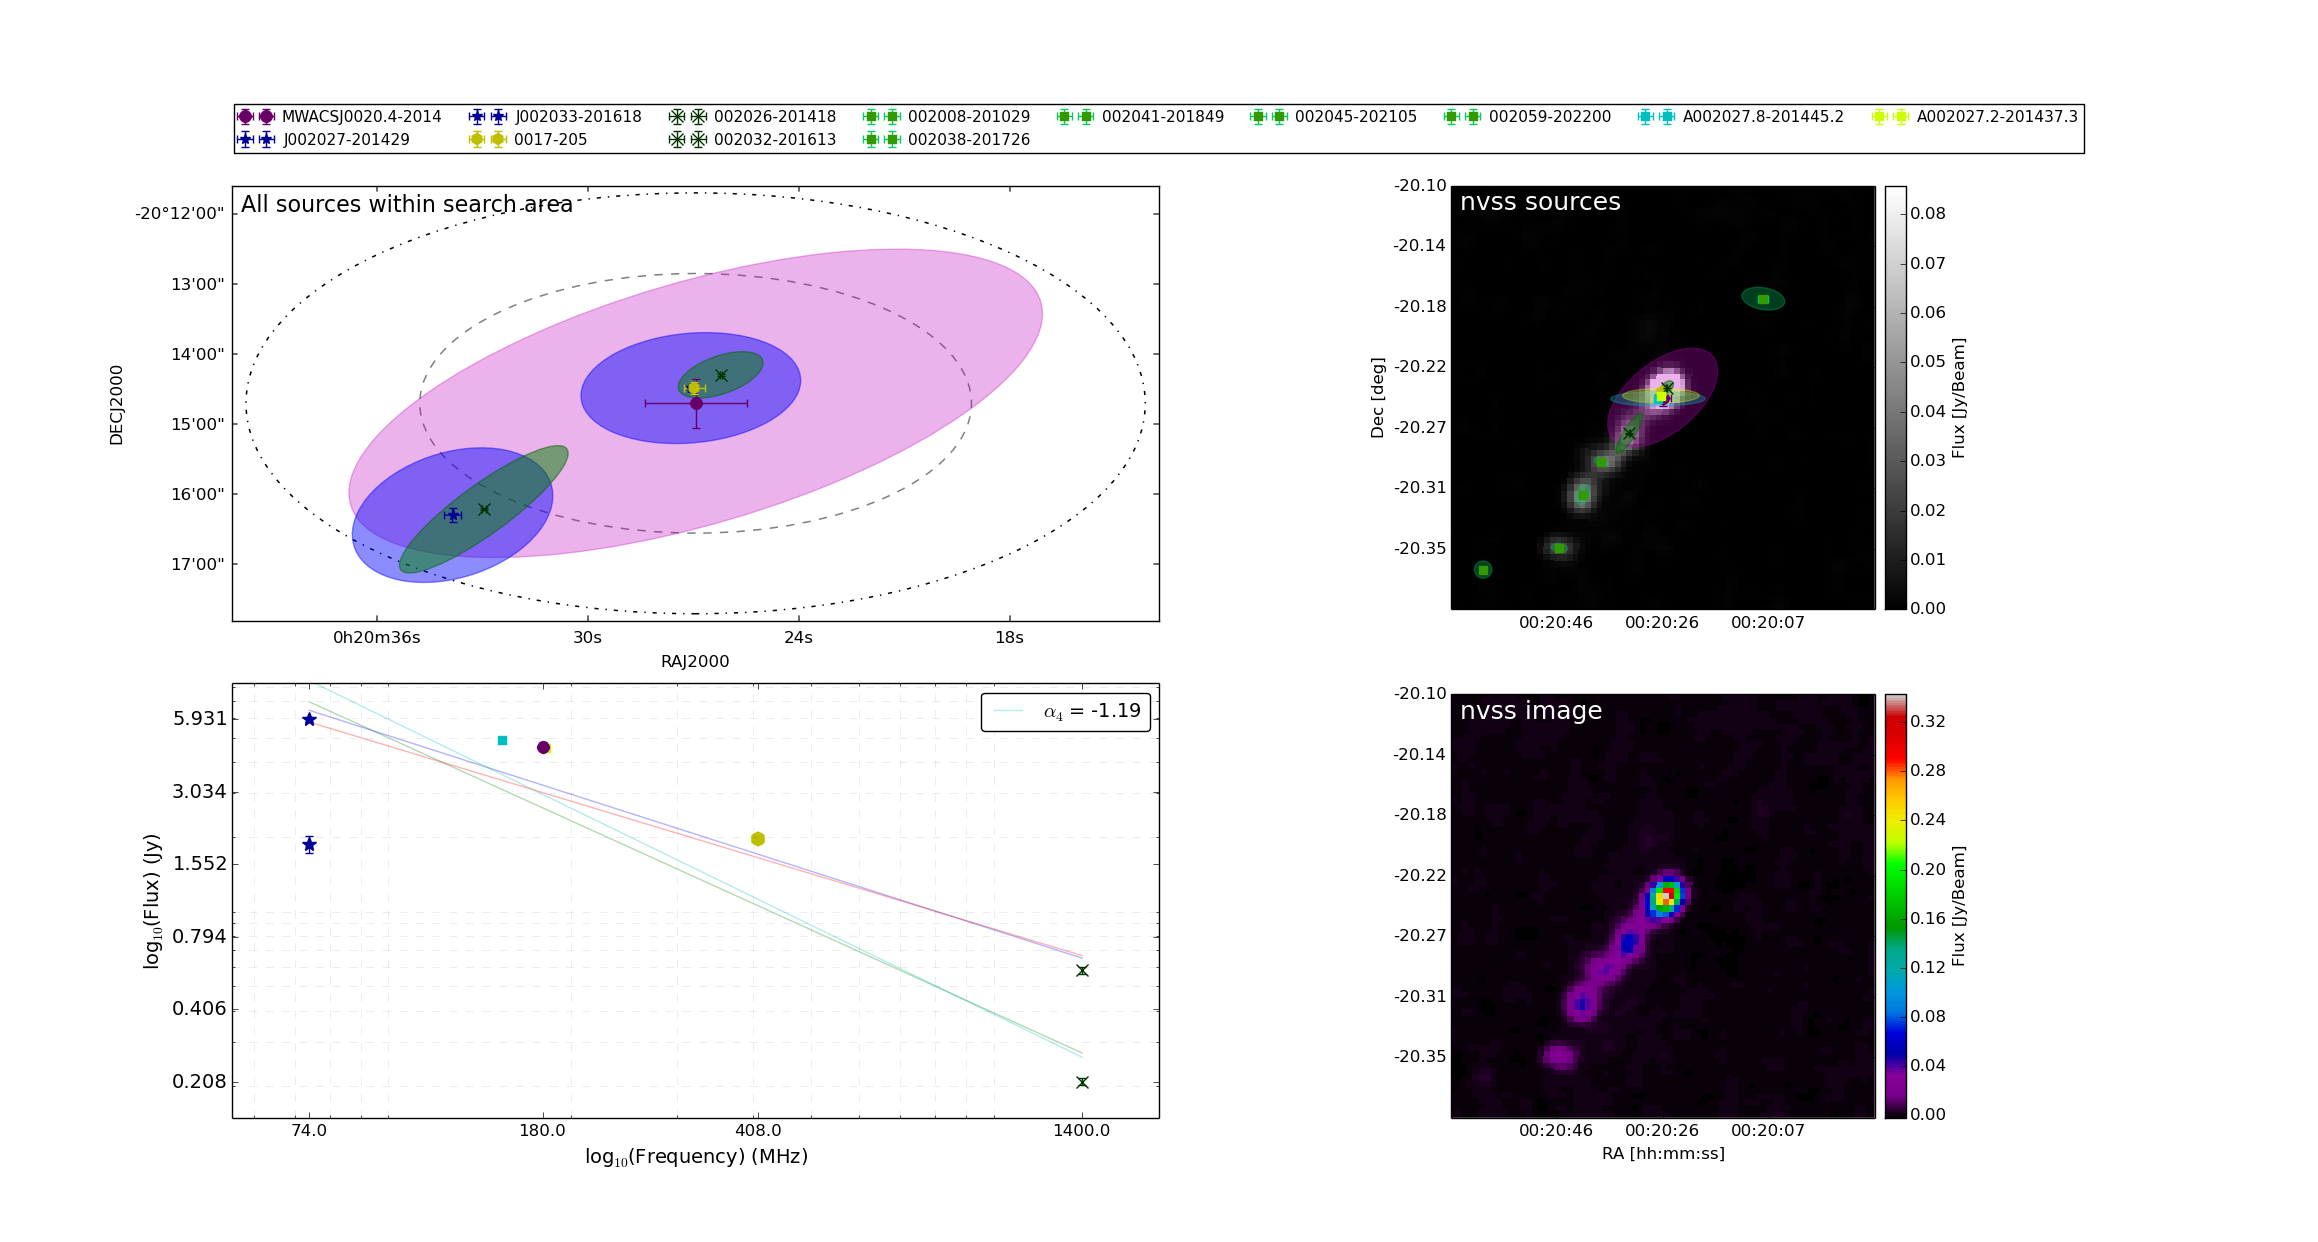 MWACSJ0020.4-2014 J002033-201618 002026-201418 002008-201029 002041-201849 002045-202105 002059-202200 A002027.8-201445.2 A002027.2-201437.3
J002027-201429 0017-205 002032-201613 002038-201726
All sources within search area
-20°12'00"
13'00"
14'00"
15'00"
16'00"
17'00"
DECJ2000
0h20m36s 30s 24s 18s
RAJ2000
nvss sources
-20.10
-20.14
-20.18
-20.22
-20.27
-20.31
-20.35
Dec [deg]
00:20:46 00:20:26 00:20:07
0.08
0.07
0.06
0.05
0.04
0.03
0.02
0.01
0.00
Flux [Jy/Beam]
α4 = -1.19
5.931
3.034
1.552
0.794
0.406
0.208
log10(Flux) (Jy)
74.0 180.0 408.0 1400.0
log10(Frequency) (MHz)
nvss image
-20.10
-20.14
-20.18
-20.22
-20.27
-20.31
-20.35
00:20:46 00:20:26 00:20:07
RA [hh:mm:ss]
0.32
0.28
0.24
0.20
0.16
0.12
0.08
0.04
0.00
Flux [Jy/Beam]